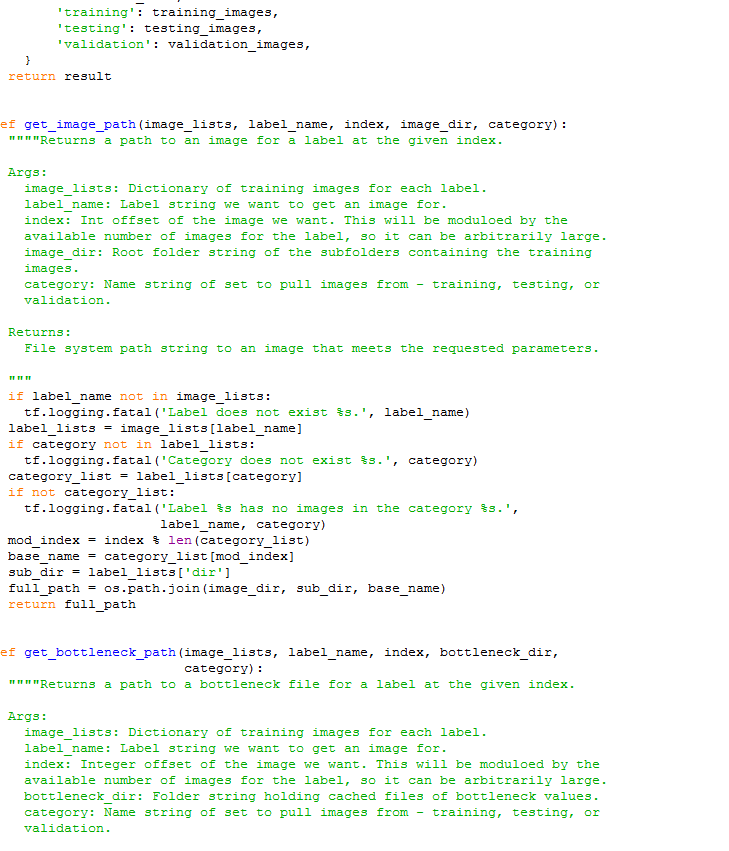 'training': training_images,
'testing': testing_images,
'validation': validation_images,
}
return result
ef get_image_path(image_lists, label_name, index, image_dir, category):
""""Returns a path to an image for a label at the given index.
Args:
image_lists: Dictionary of training images for each label.
label_name: Label string we want to get an image for.
index: Int offset of the image we want. This will be moduloed by the
available number of images for the label, so it can be arbitrarily large.
image_dir: Root folder string of the subfolders containing the training
images.
category: Name string of set to pull images from - training, testing, or
validation.
Returns:
File system path string to an image that meets the requested parameters.
"""
if label_name not in image_lists:
tf.logging.fatal('Label does not exist %s.', label_name)
label_lists = image_lists[label_name]
if category not in label_lists:
tf.logging.fatal('Category does not exist %s.', category)
category_list = label_lists[category]
if not category_list:
tf.logging.fatal('Label %s has no images in the category %s.',
label_name, category)
mod_index = index % len(category_list)
base_name = category_list[mod_index]
sub_dir = label_lists['dir']
full_path = os.path.join(image_dir, sub_dir, base_name)
return full_path
ef get_bottleneck_path(image_lists, label_name, index, bottleneck_dir,
category):
""""Returns a path to a bottleneck file for a label at the given index.
Args:
image_lists: Dictionary of training images for each label.
label_name: Label string we want to get an image for.
index: Integer offset of the image we want. This will be moduloed by the
available number of images for the label, so it can be arbitrarily large.
bottleneck_dir: Folder string holding cached files of bottleneck values.
category: Name string of set to pull images from - training, testing, or
validation.